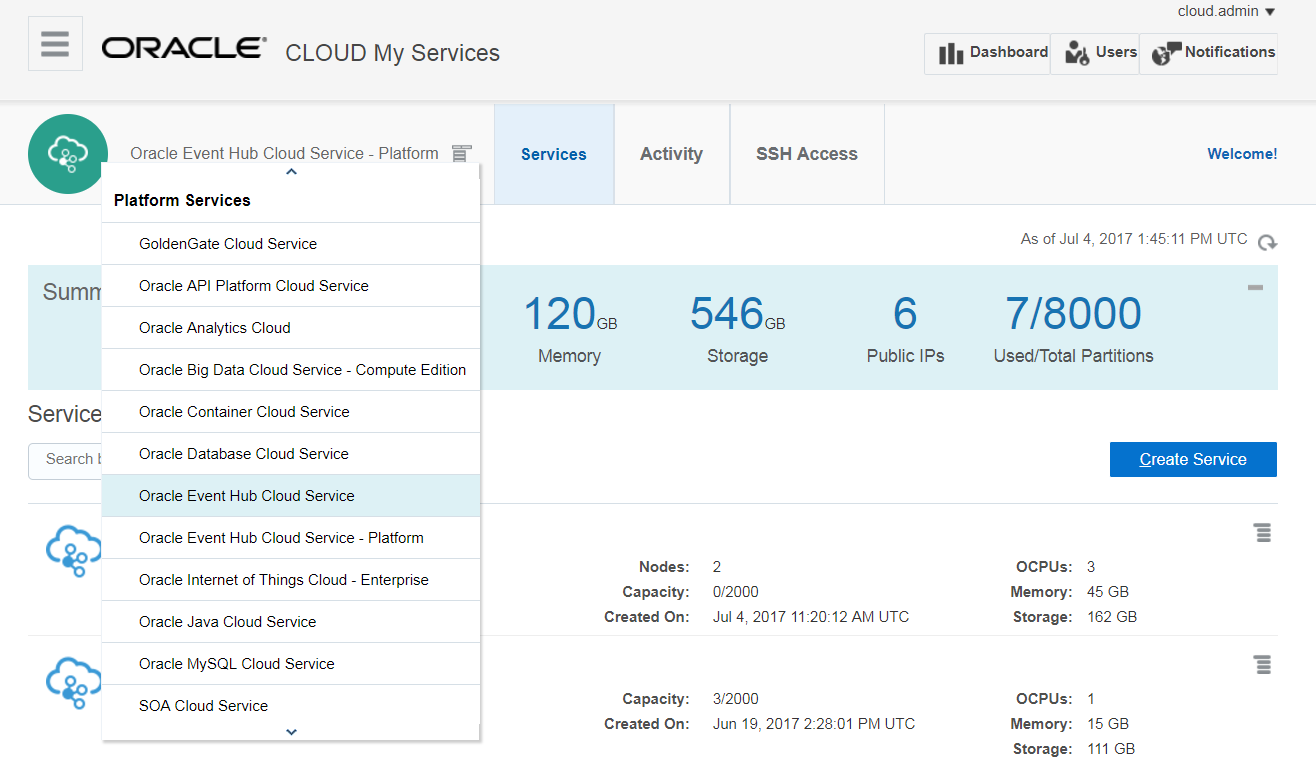 cloud.admin
ORACLE® CLOUD My Services
Dashboard Users Notifications
Oracle Event Hub Cloud Service - Platform
Services Activity SSH Access
Welcome!
Platform Services
GoldenGate Cloud Service
Oracle API Platform Cloud Service
Oracle Analytics Cloud
Oracle Big Data Cloud Service - Compute Edition
Oracle Container Cloud Service
Oracle Database Cloud Service
Oracle Event Hub Cloud Service
Oracle Event Hub Cloud Service - Platform
Oracle Internet of Things Cloud - Enterprise
Oracle Java Cloud Service
Oracle MySQL Cloud Service
SOA Cloud Service
As of Jul 4, 2017 1:45:11 PM UTC
Summ
120GB 546GB 6 7/8000
Memory Storage Public IPs Used/Total Partitions
Service
Search b
Create Service
Nodes: 2 OCPUs: 3
Capacity: 0/2000 Memory: 45 GB
Created On: Jul 4, 2017 11:20:12 AM UTC Storage: 162 GB
Capacity: 3/2000 OCPUs: 1
Created On: Jun 19, 2017 2:28:01 PM UTC Memory: 15 GB
Storage: 111 GB